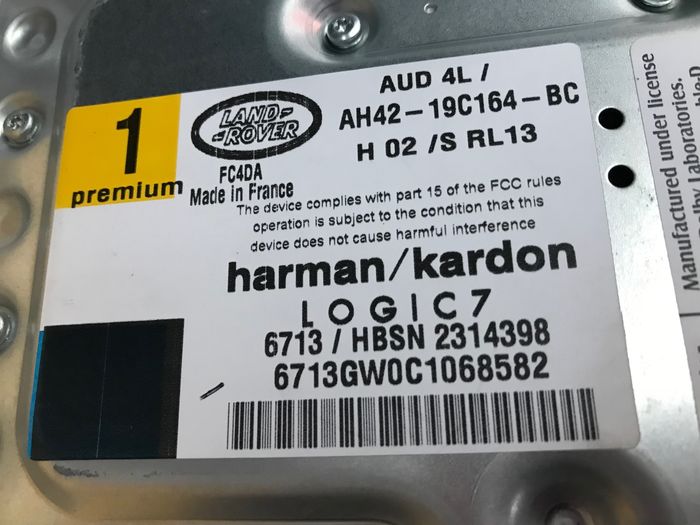 1
premium
LAND-
-ROVER
FC4DA
Made in France
AUD 4L /
AH42-19C164-BC
H 02 /S RL13
The device complies with part 15 of the FCC rules
operation is subject to the condition that this
device does not cause harmful interference
harman/kardon
LOGIC7
6713 / HBSN 2314398
6713GW0C1068582
Manufactured under license
Laboratories.